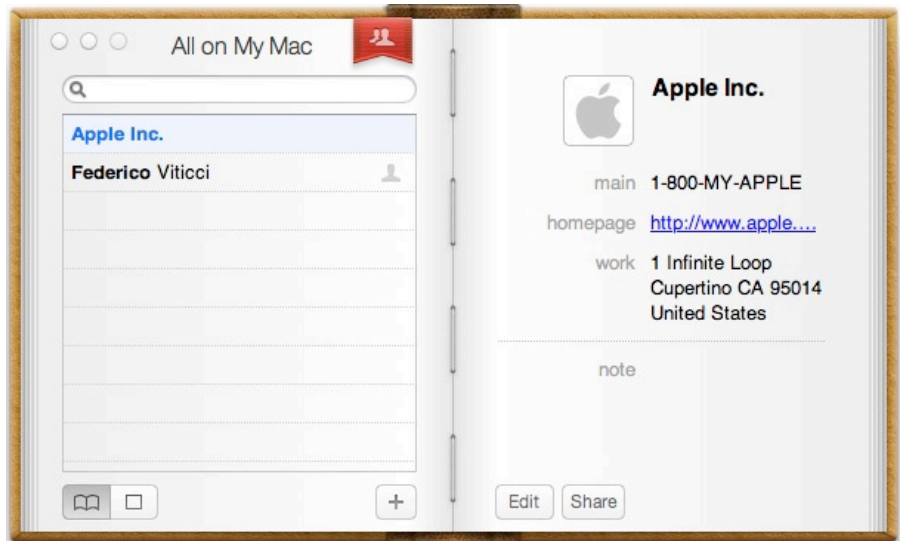 All on My Mac
Apple Inc.
Federico Viticci
Apple Inc.
main 1-800-MY-APPLE
homepage http://www.apple....
work 1 Infinite Loop
Cupertino CA 95014
United States
note
Edit Share